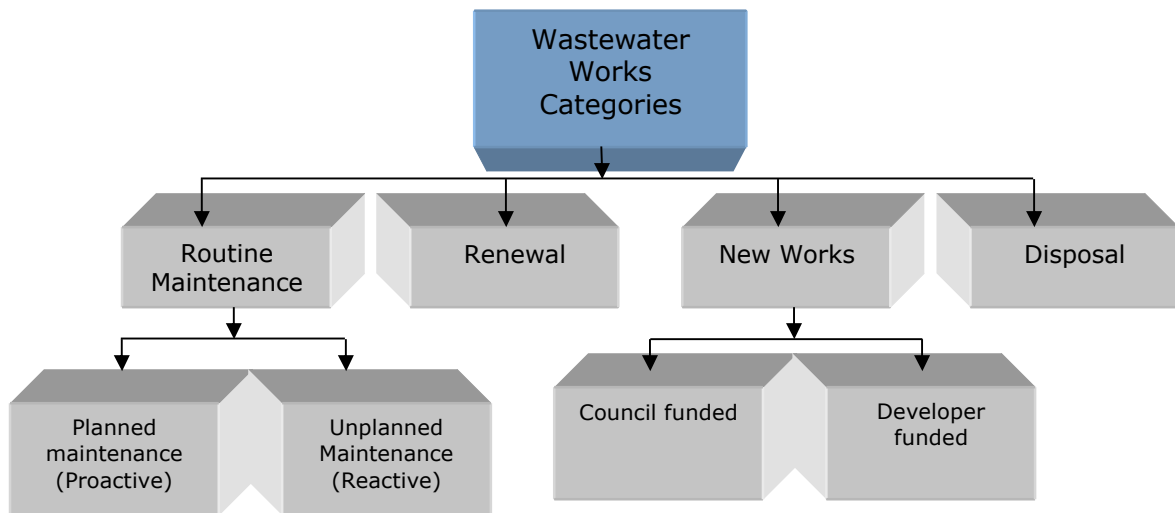 Wastewater
Works
Categories
Routine
Maintenance
Renewal
New Works
Disposal
Planned
maintenance
(Proactive)
Unplanned
Maintenance
(Reactive)
Council funded
Developer
funded